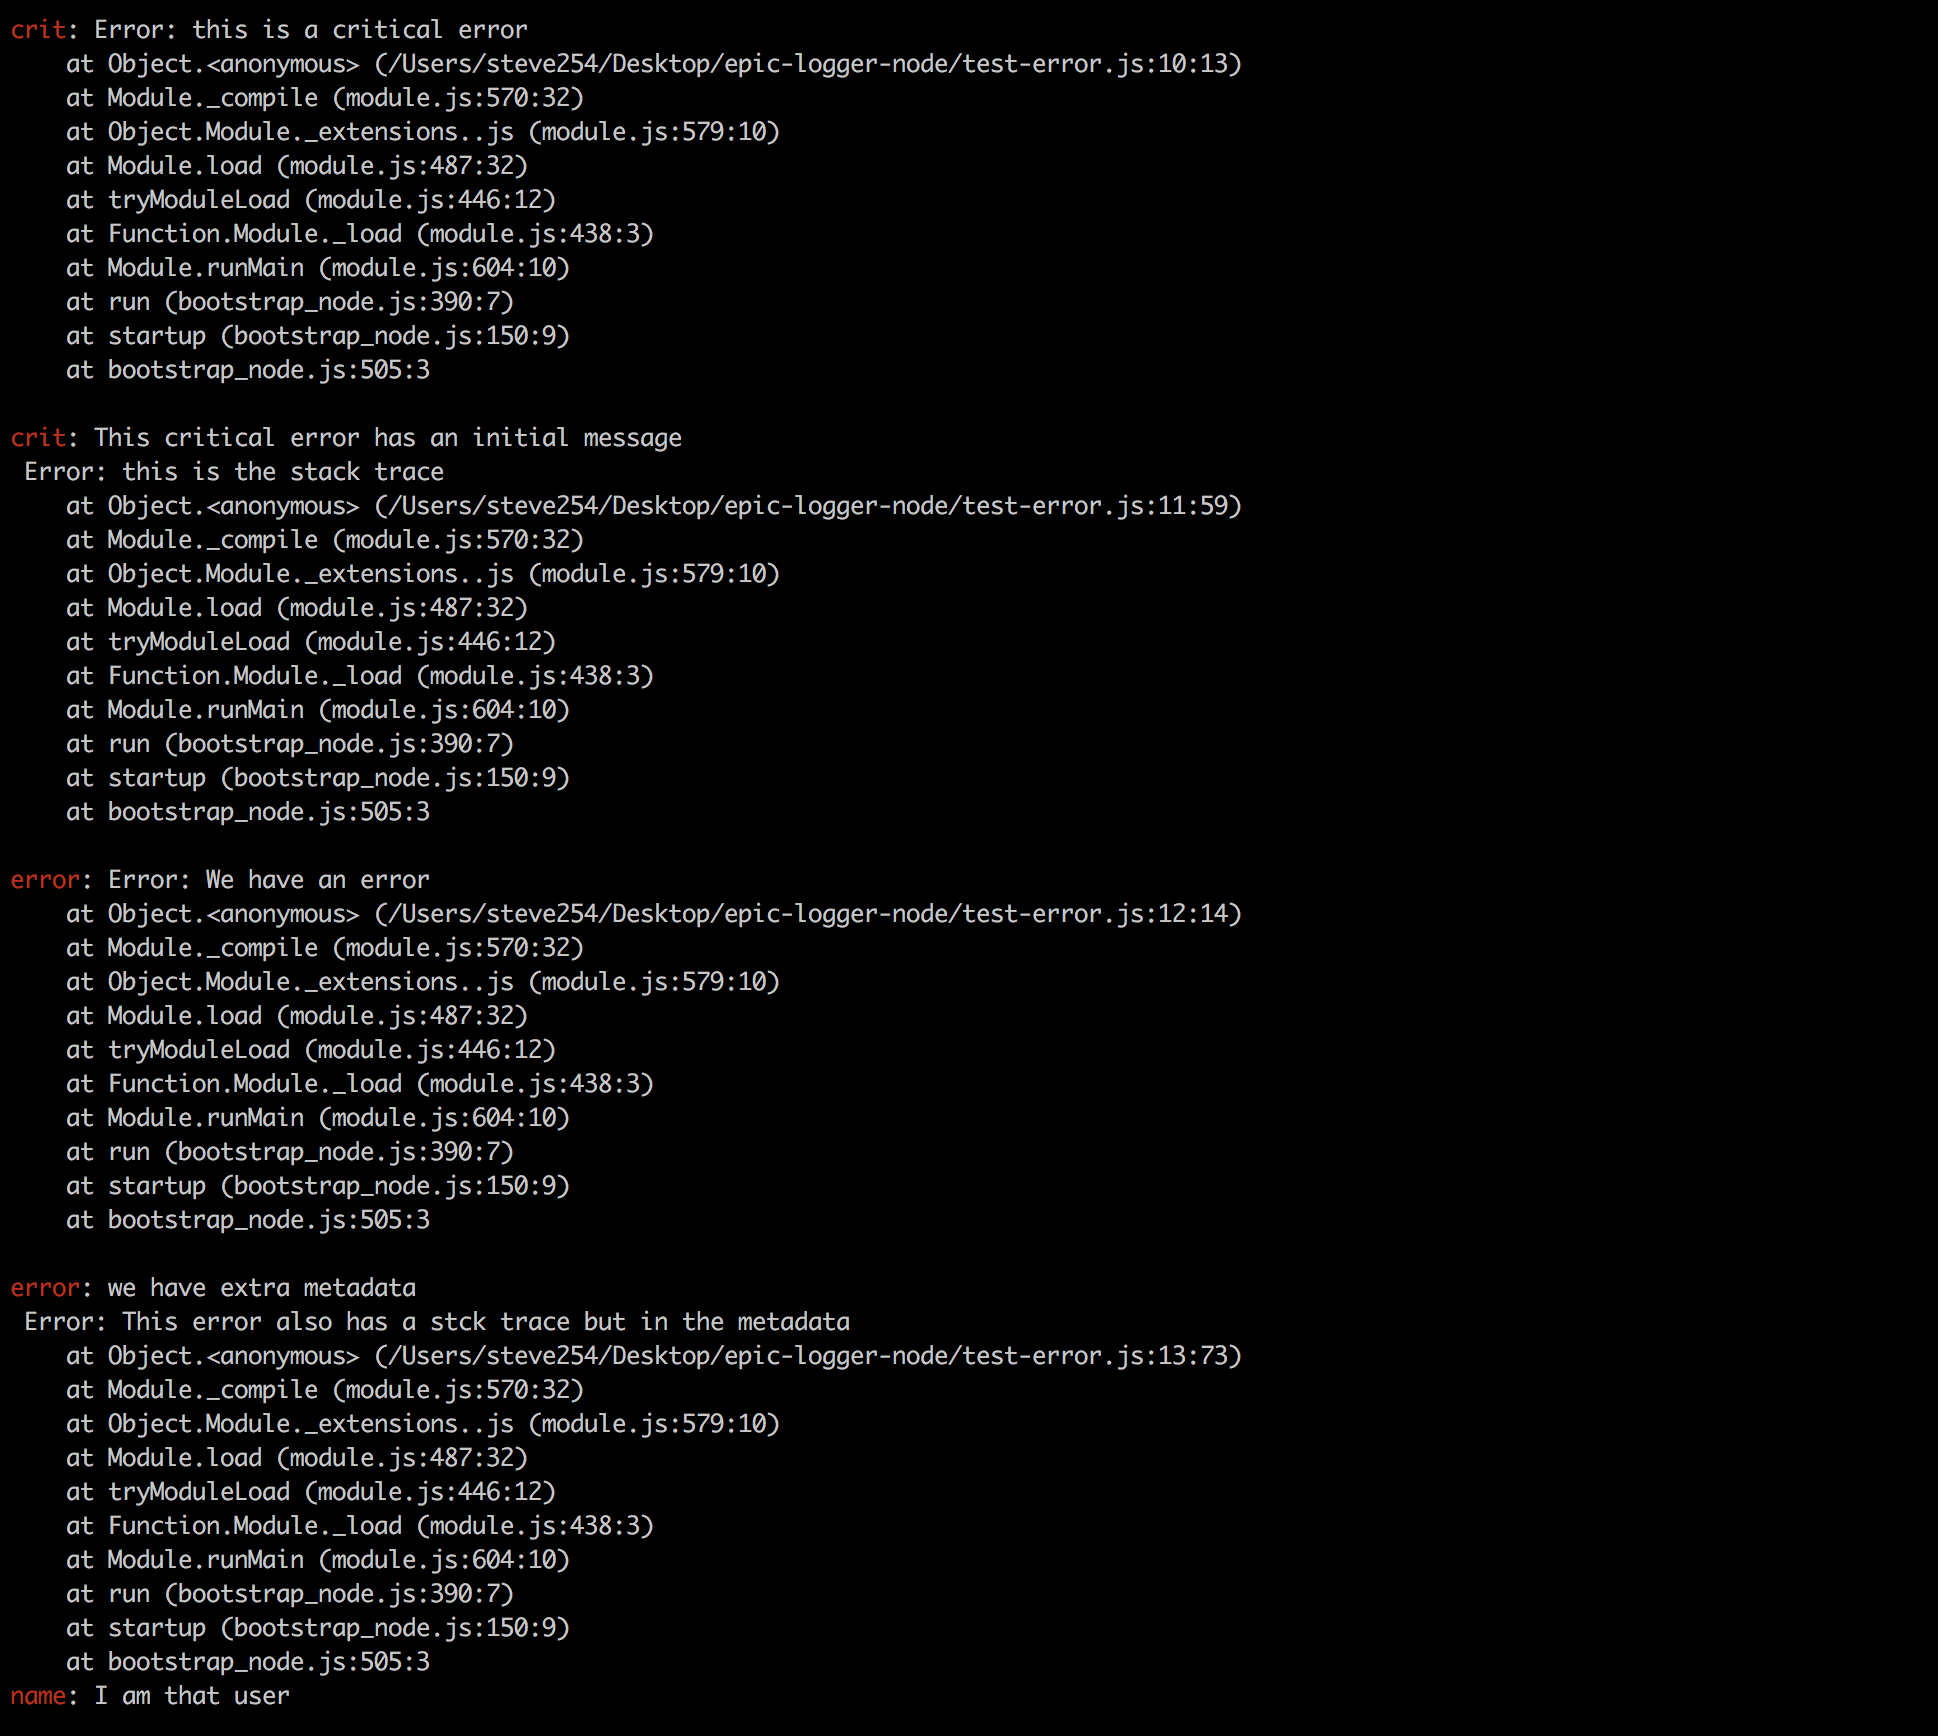 crit: Error: this is a critical error
    at Object.<anonymous> (/Users/steve254/Desktop/epic-logger-node/test-error.js:10:13)
    at Module._compile (module.js:570:32)
    at Object.Module._extensions..js (module.js:579:10)
    at Module.load (module.js:487:32)
    at tryModuleLoad (module.js:446:12)
    at Function.Module._load (module.js:438:3)
    at Module.runMain (module.js:604:10)
    at run (bootstrap_node.js:390:7)
    at startup (bootstrap_node.js:150:9)
    at bootstrap_node.js:505:3

crit: This critical error has an initial message
 Error: this is the stack trace
    at Object.<anonymous> (/Users/steve254/Desktop/epic-logger-node/test-error.js:11:59)
    at Module._compile (module.js:570:32)
    at Object.Module._extensions..js (module.js:579:10)
    at Module.load (module.js:487:32)
    at tryModuleLoad (module.js:446:12)
    at Function.Module._load (module.js:438:3)
    at Module.runMain (module.js:604:10)
    at run (bootstrap_node.js:390:7)
    at startup (bootstrap_node.js:150:9)
    at bootstrap_node.js:505:3

error: Error: We have an error
    at Object.<anonymous> (/Users/steve254/Desktop/epic-logger-node/test-error.js:12:14)
    at Module._compile (module.js:570:32)
    at Object.Module._extensions..js (module.js:579:10)
    at Module.load (module.js:487:32)
    at tryModuleLoad (module.js:446:12)
    at Function.Module._load (module.js:438:3)
    at Module.runMain (module.js:604:10)
    at run (bootstrap_node.js:390:7)
    at startup (bootstrap_node.js:150:9)
    at bootstrap_node.js:505:3

error: we have extra metadata
 Error: This error also has a stck trace but in the metadata
    at Object.<anonymous> (/Users/steve254/Desktop/epic-logger-node/test-error.js:13:73)
    at Module._compile (module.js:570:32)
    at Object.Module._extensions..js (module.js:579:10)
    at Module.load (module.js:487:32)
    at tryModuleLoad (module.js:446:12)
    at Function.Module._load (module.js:438:3)
    at Module.runMain (module.js:604:10)
    at run (bootstrap_node.js:390:7)
    at startup (bootstrap_node.js:150:9)
    at bootstrap_node.js:505:3
name: I am that user